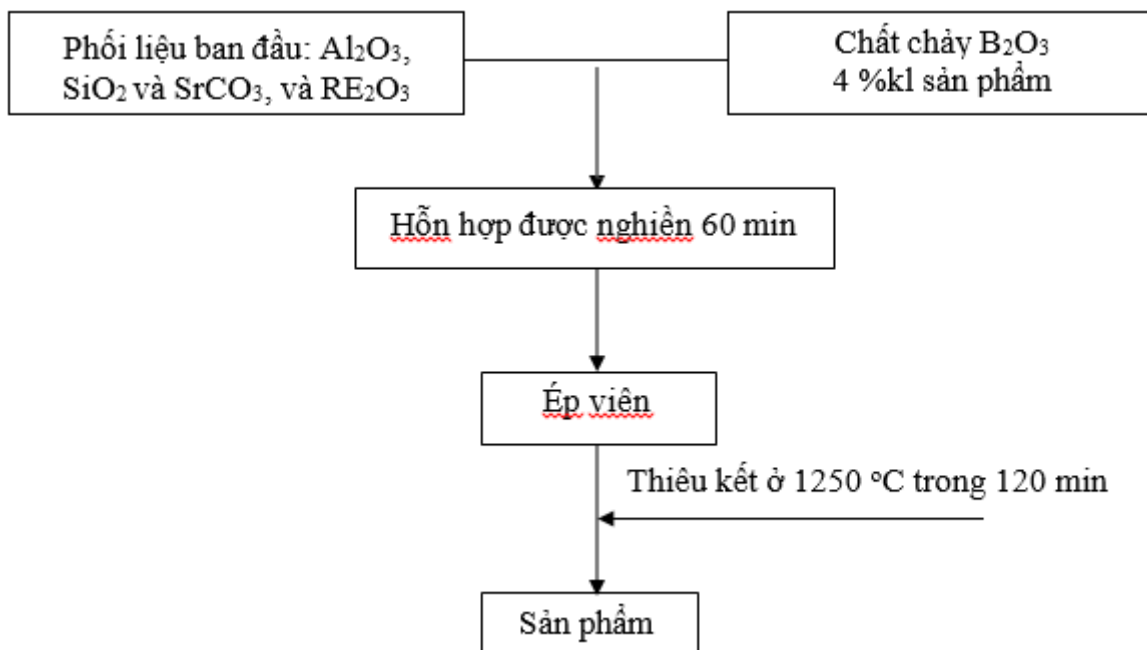 Phối liệu ban đầu: Al₂O₃,
SiO₂ và SrCO₃, và RE₂O₃
Chất chảy B₂O₃
4 %kl sản phẩm
Hỗn hợp được nghiền 60 min
Ép viên
Thiêu kết ở 1250 °C trong 120 min
Sản phẩm